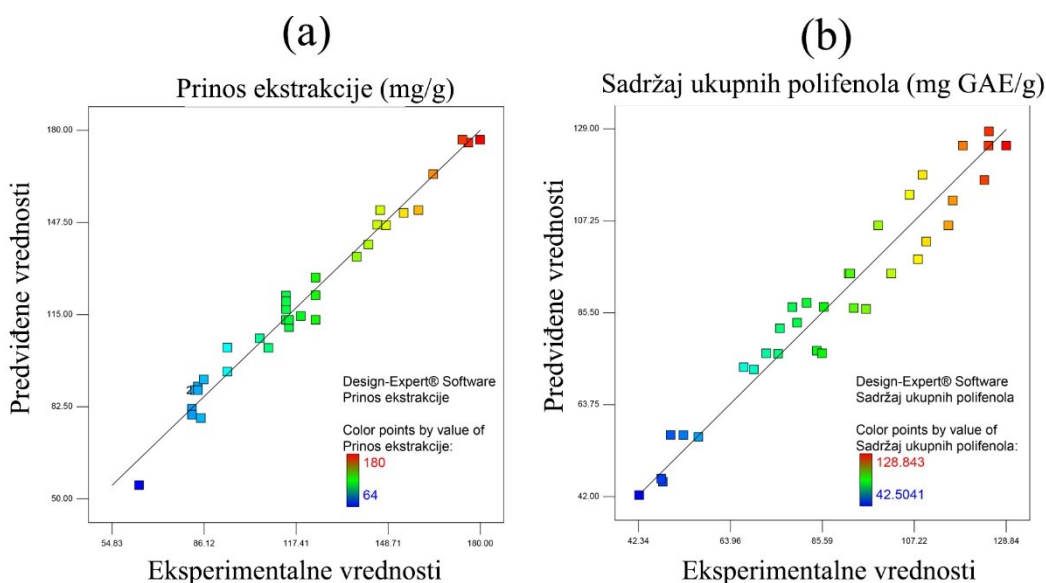 (a)
Prinos ekstrakcije (mg/g)
Predviđene vrednosti
180.00
147.50
115.00
82.50
50.00
2
Design-Expert® Software
Prinos ekstrakcije
Color points by value of
Prinos ekstrakcije:
180
64
54.83
86.12
117.41
148.71
180.00
Eksperimentalne vrednosti
(b)
Sadržaj ukupnih polifenola (mg GAE/g)
Predviđene vrednosti
129.00
107.25
85.50
63.75
42.00
Design-Expert® Software
Sadržaj ukupnih polifenola
Color points by value of
Sadržaj ukupnih polifenola:
128.843
42.5041
42.34
63.96
85.59
107.22
128.84
Eksperimentalne vrednosti